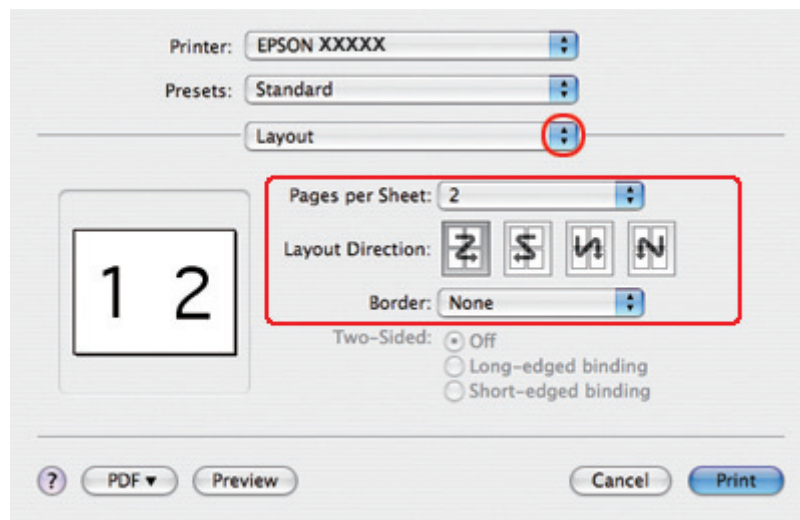 Printer: EPSON XXXXX
Presets: Standard
Layout
Pages per Sheet: 2
Layout Direction:
Border: None
1 2
Two-Sided: Off
Long-edged binding
Short-edged binding
? PDF▼ Preview Cancel Print